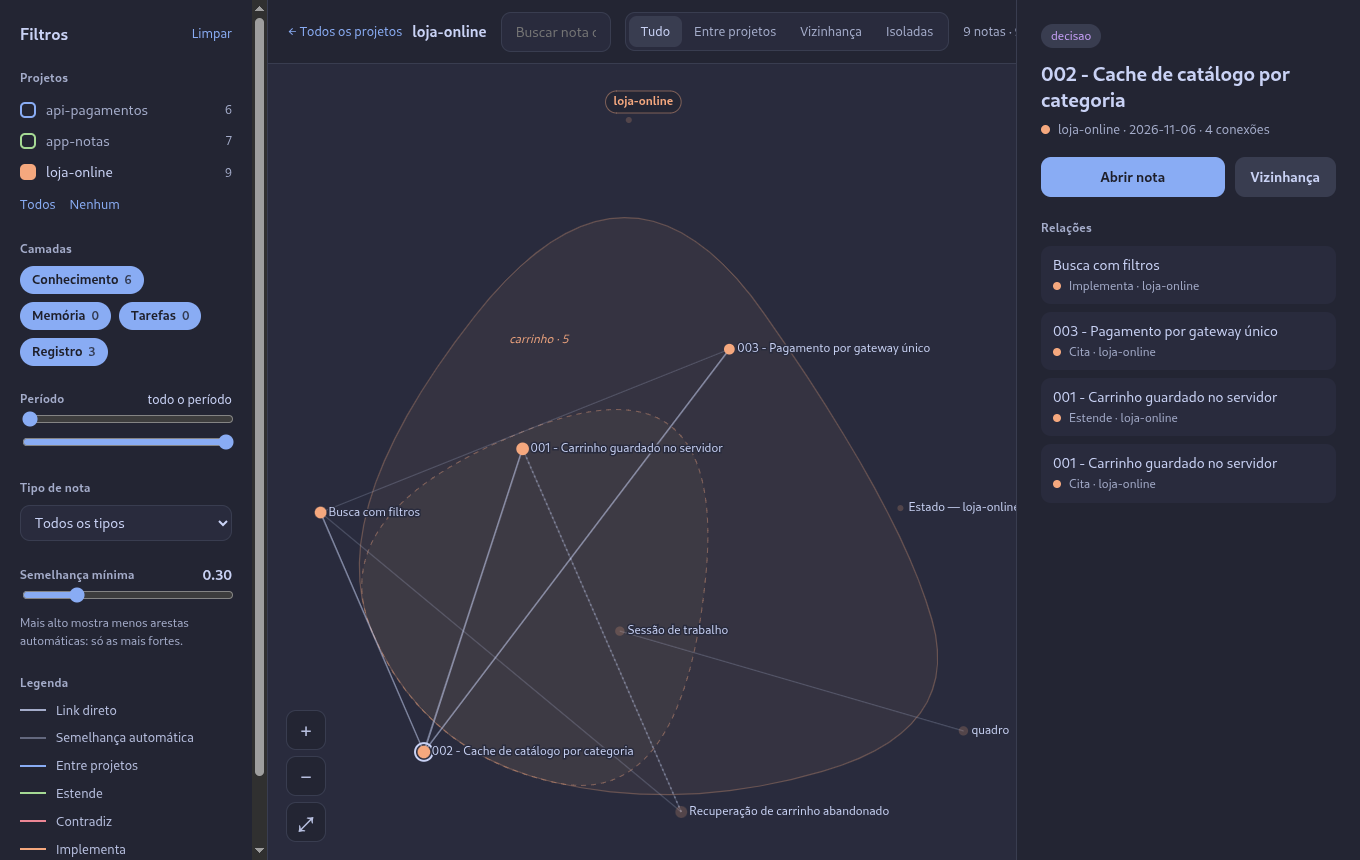 Filtros
Limpar
Projetos
api-pagamentos 6
app-notas 7
loja-online 9
Todos Nenhum
Camadas
Conhecimento 6
Memória 0
Tarefas 0
Registro 3
Período
todo o período
Tipo de nota
Todos os tipos
Semelhança mínima
0.30
Mais alto mostra menos arestas
automáticas: só as mais fortes.
Legenda
Link direto
Semelhança automática
Entre projetos
Estende
Contradiz
Implementa
← Todos os projetos
loja-online
Buscar nota
Tudo
Entre projetos
Vizinhança
Isoladas
9 notas ·
loja-online
carrinho · 5
003 - Pagamento por gateway único
001 - Carrinho guardado no servidor
Busca com filtros
Estado — loja-online
Sessão de trabalho
quadro
002 - Cache de catálogo por categoria
Recuperação de carrinho abandonado
+
−
decisao
002 - Cache de catálogo por
categoria
loja-online · 2026-11-06 · 4 conexões
Abrir nota
Vizinhança
Relações
Busca com filtros
Implementa · loja-online
003 - Pagamento por gateway único
Cita · loja-online
001 - Carrinho guardado no servidor
Estende · loja-online
001 - Carrinho guardado no servidor
Cita · loja-online